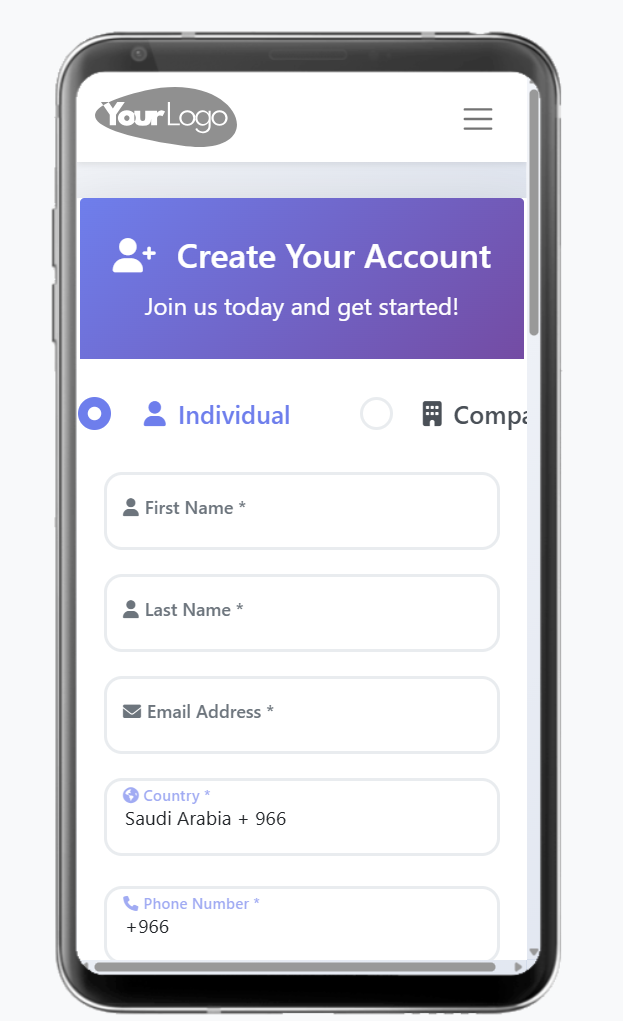 YourLogo
Create Your Account
Join us today and get started!
Individual
Compa
First Name *
Last Name *
Email Address *
Country *
Saudi Arabia + 966
Phone Number *
+966